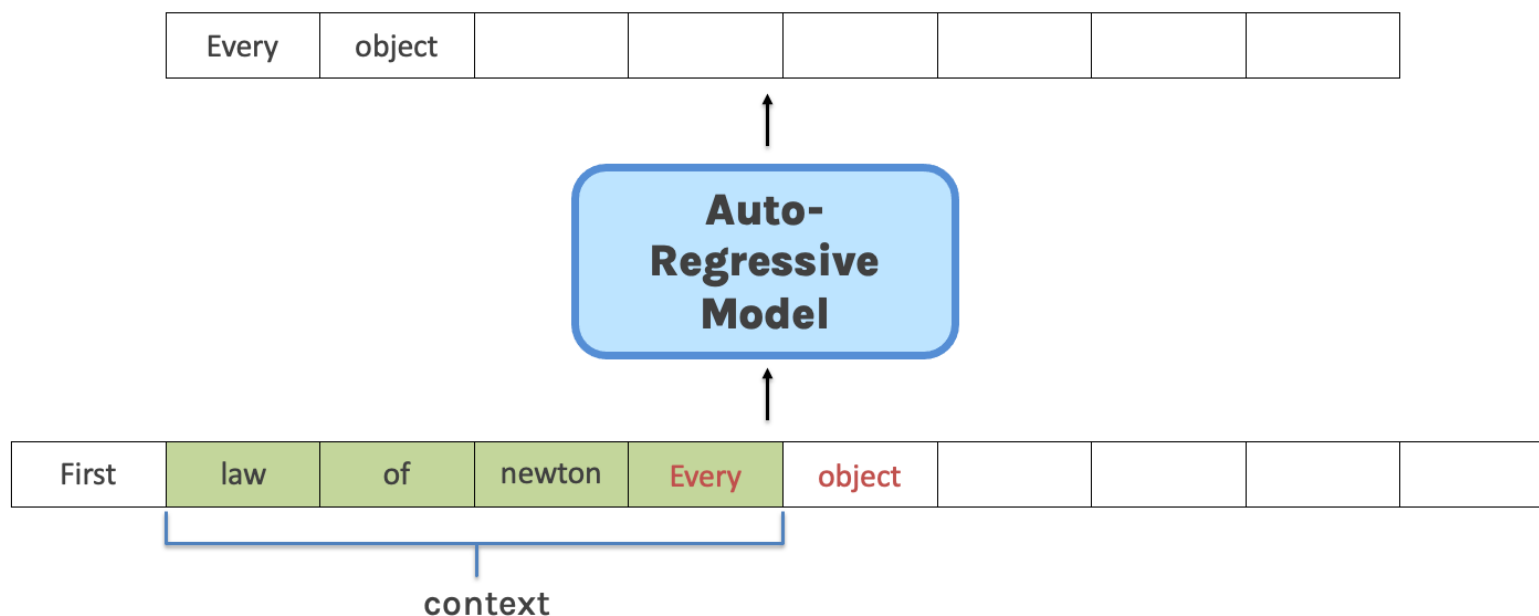 Every object
Auto-
Regressive
Model
First law of newton Every object
context